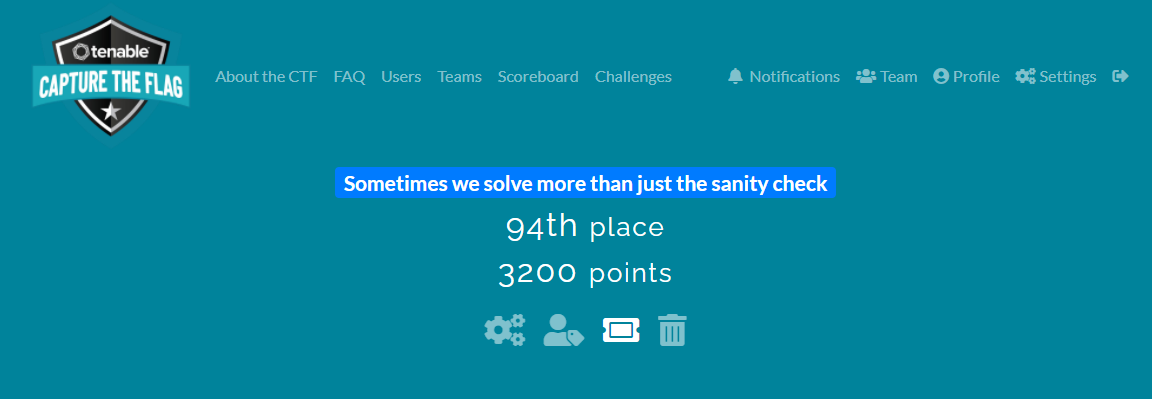 tenable
CAPTURE THE FLAG
About the CTF FAQ Users Teams Scoreboard Challenges Notifications Team Profile Settings
Sometimes we solve more than just the sanity check
94th place
3200 points